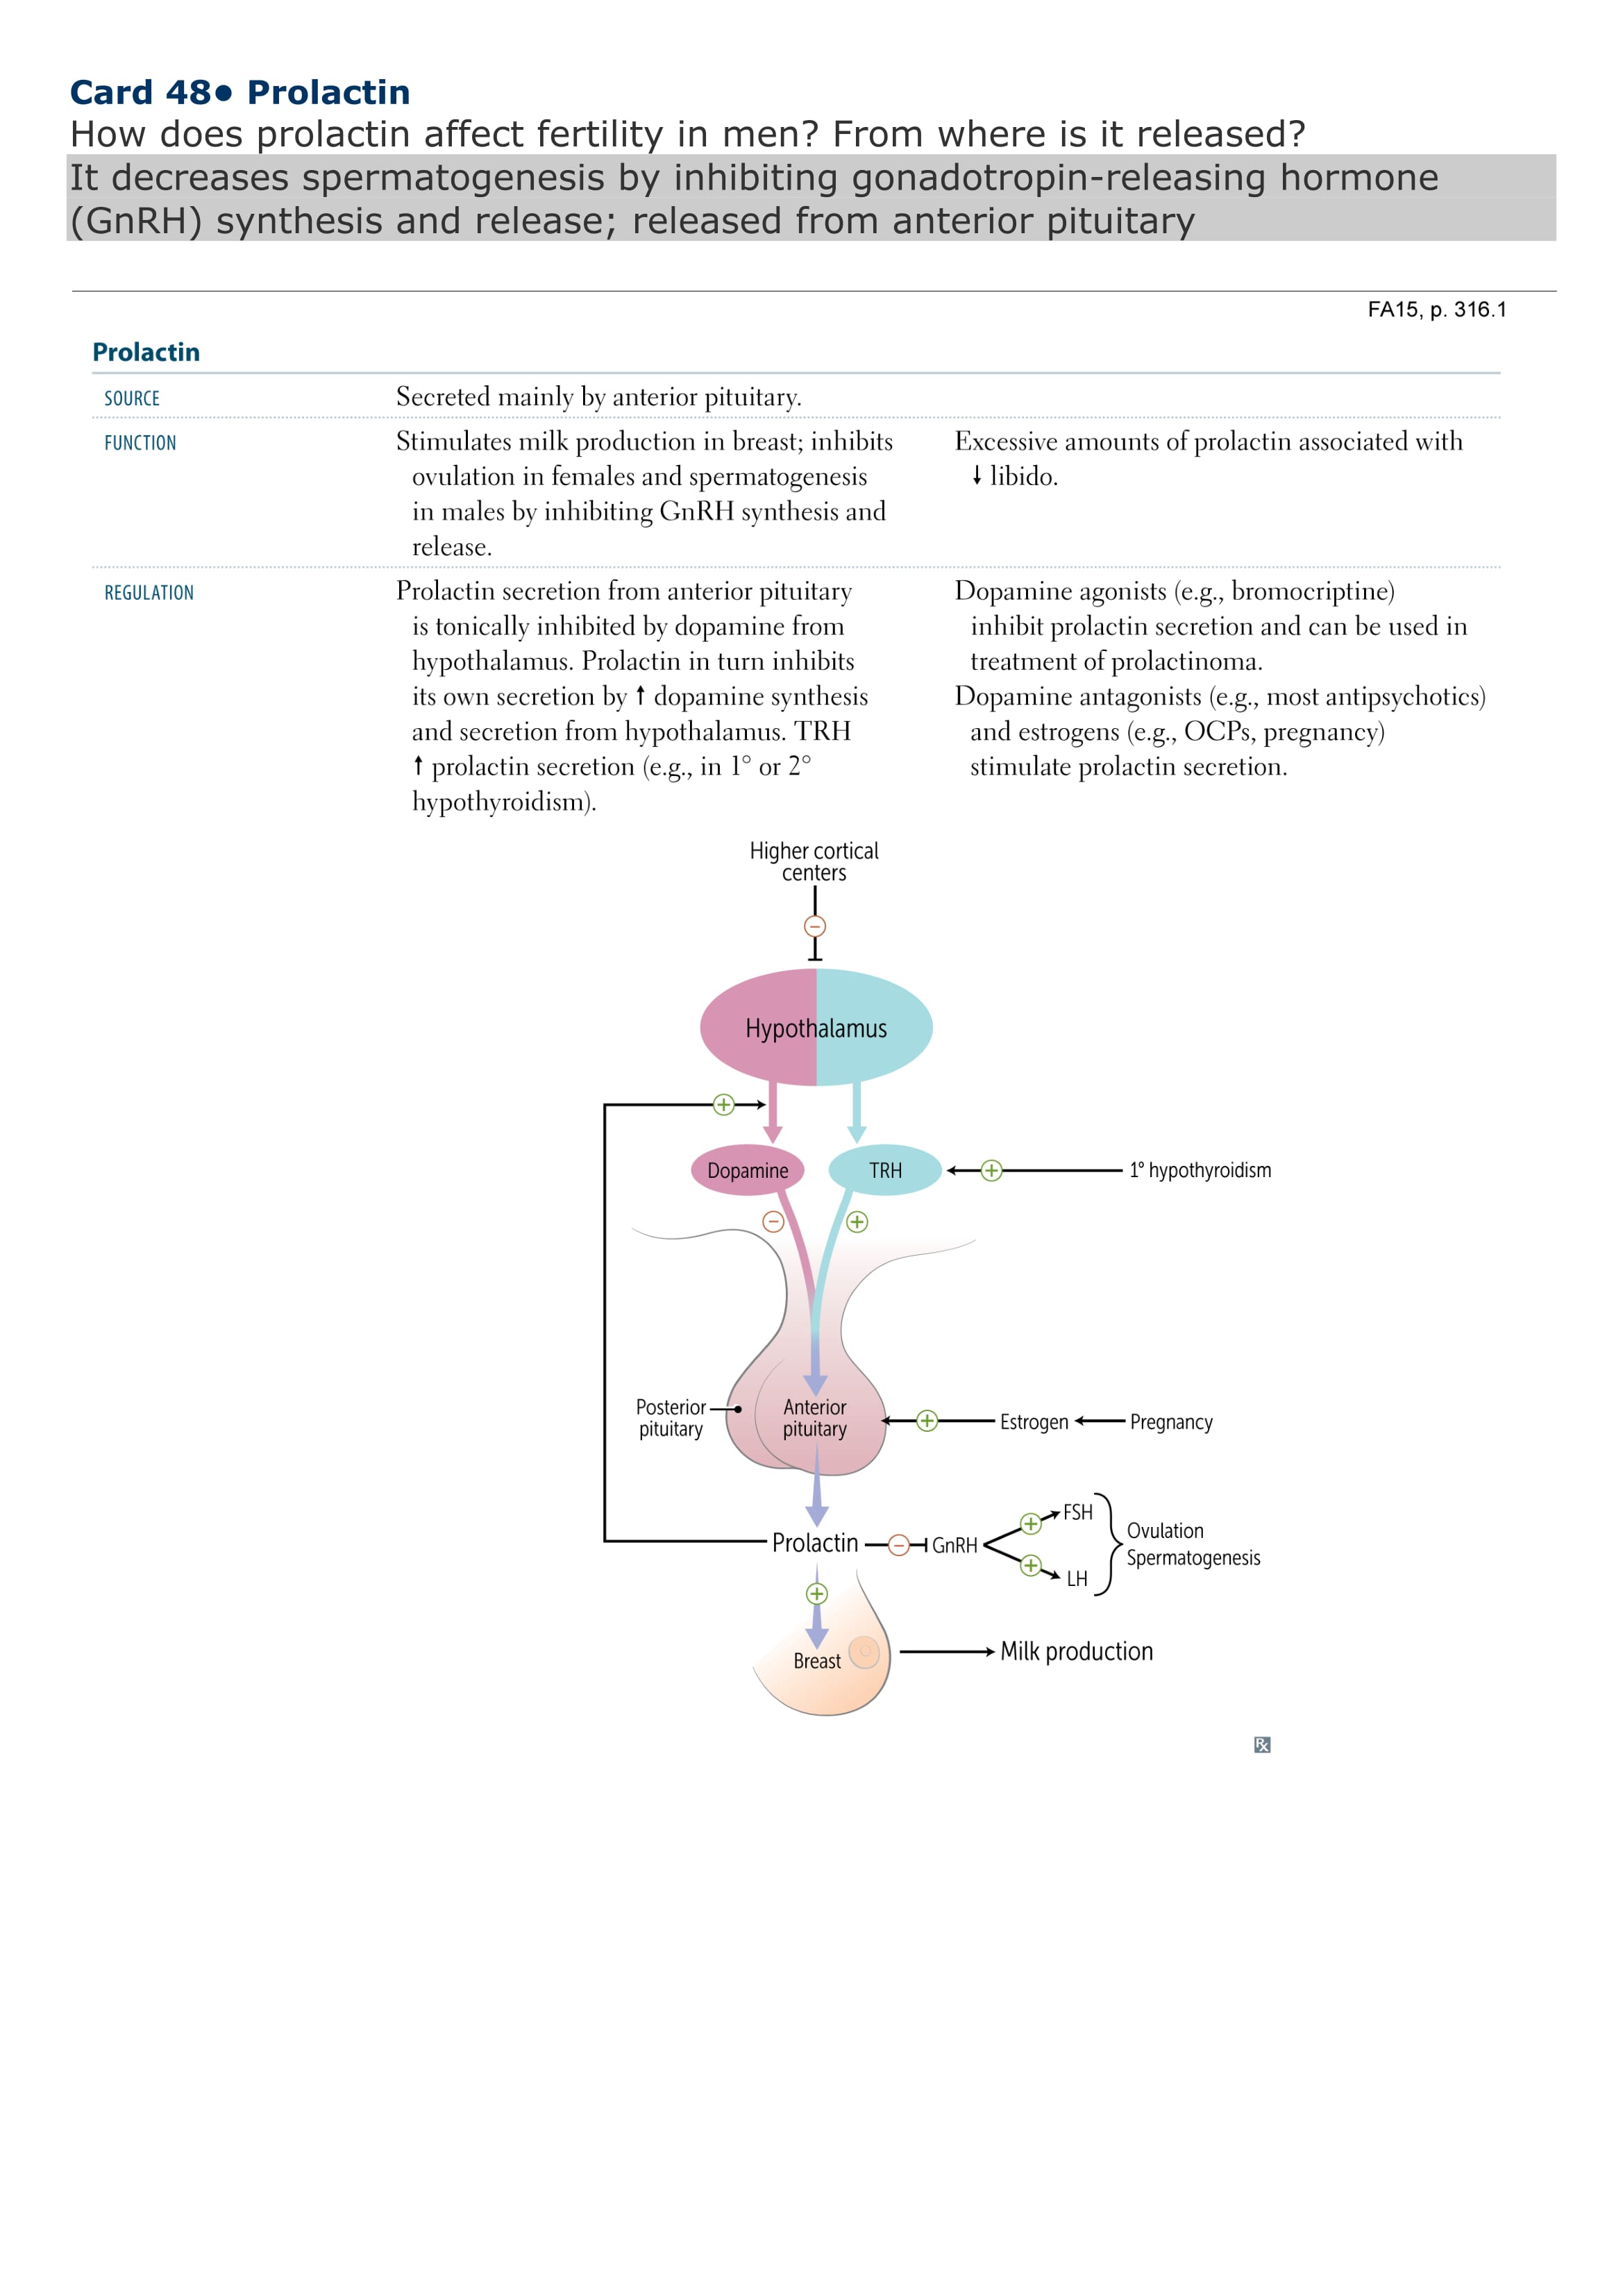 Card 48● Prolactin
How does prolactin affect fertility in men? From where is it released?
It decreases spermatogenesis by inhibiting gonadotropin-releasing hormone
(GnRH) synthesis and release; released from anterior pituitary
FA15, p. 316.1
Prolactin
SOURCE
Secreted mainly by anterior pituitary.
FUNCTION
Stimulates milk production in breast; inhibits
ovulation in females and spermatogenesis
in males by inhibiting GnRH synthesis and
release.
Excessive amounts of prolactin associated with
↓ libido.
REGULATION
Prolactin secretion from anterior pituitary
is tonically inhibited by dopamine from
hypothalamus. Prolactin in turn inhibits
its own secretion by ↑ dopamine synthesis
and secretion from hypothalamus. TRH
↑ prolactin secretion (e.g., in 1° or 2°
hypothyroidism).
Dopamine agonists (e.g., bromocriptine)
inhibit prolactin secretion and can be used in
treatment of prolactinoma.
Dopamine antagonists (e.g., most antipsychotics)
and estrogens (e.g., OCPs, pregnancy)
stimulate prolactin secretion.
Higher cortical
centers
−
Hypothalamus
+
Dopamine
TRH
+
1° hypothyroidism
−
+
Posterior
pituitary
Anterior
pituitary
+
Estrogen
Pregnancy
Prolactin
−
GnRH
+
FSH
+
LH
Ovulation
Spermatogenesis
+
Breast
Milk production
Rx